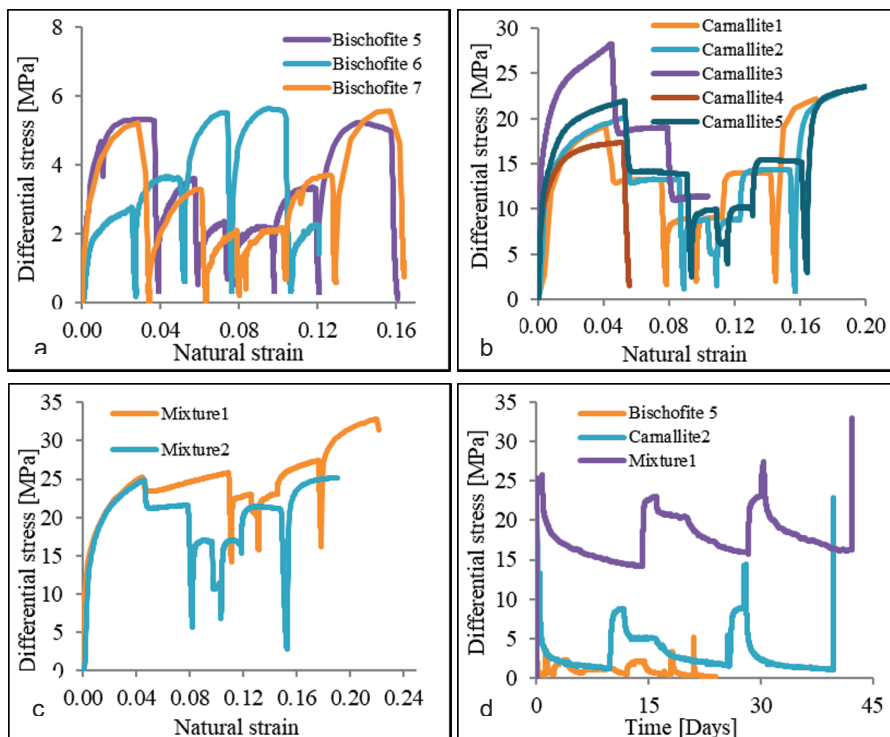 Differential stress [MPa]
8
6
4
2
0
Bischofite 5
Bischofite 6
Bischofite 7
0.00 0.04 0.08 0.12 0.16
a
Natural strain
Differential stress [MPa]
30
25
20
15
10
5
0
Carnallite1
Carnallite2
Carnallite3
Carnallite4
Carnallite5
0.00 0.04 0.08 0.12 0.16 0.20
b
Natural strain
Differential stress [MPa]
35
30
25
20
15
10
5
0
Mixture1
Mixture2
0.00 0.04 0.08 0.12 0.16 0.20 0.24
c
Natural strain
Differential stress [MPa]
35
30
25
20
15
10
5
0
Bischofite 5
Carnallite2
Mixture1
0 15 30 45
d
Time [Days]